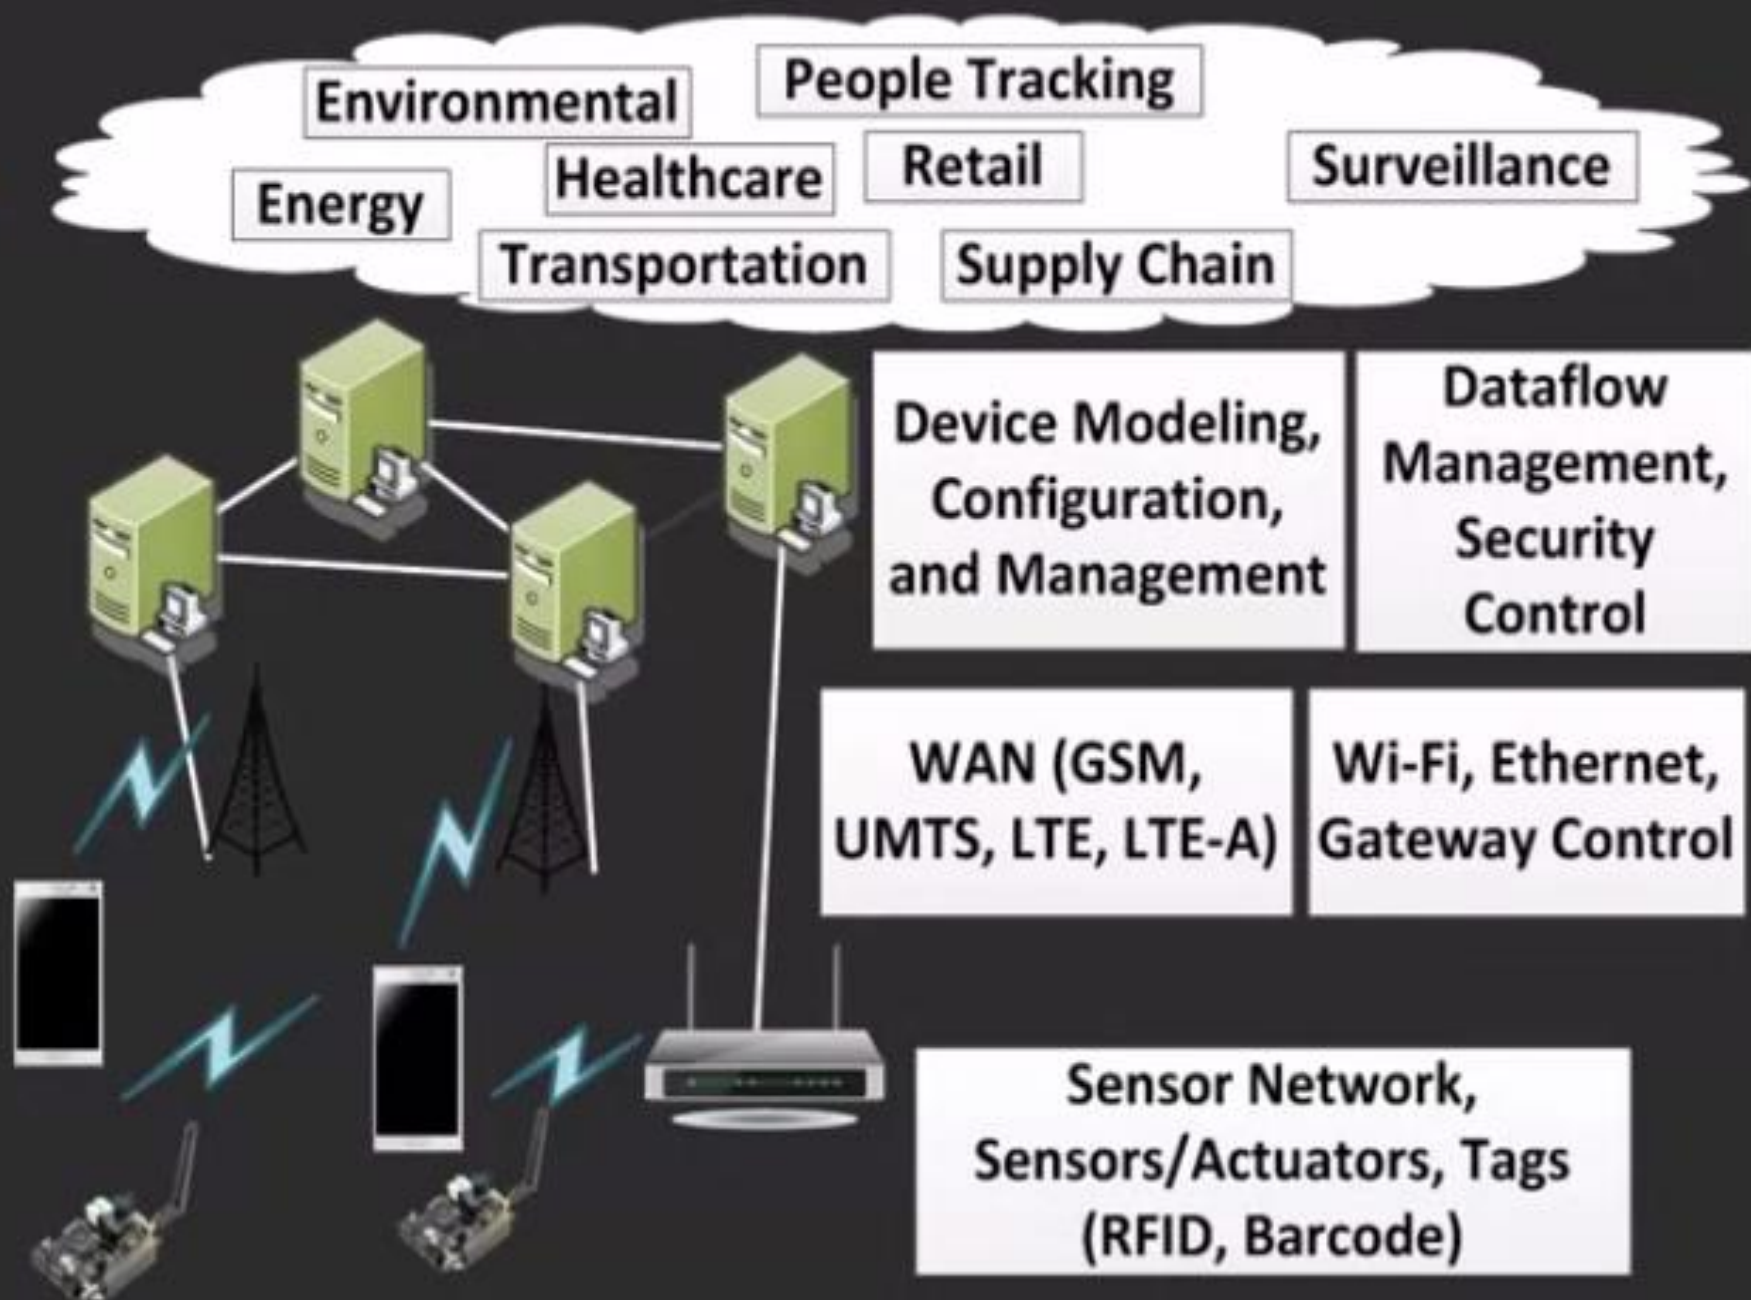 Environmental
People Tracking
Energy
Healthcare
Retail
Surveillance
Transportation
Supply Chain
Device Modeling,
Configuration,
and Management
Dataflow
Management,
Security
Control
WAN (GSM,
UMTS, LTE, LTE-A)
Wi-Fi, Ethernet,
Gateway Control
Sensor Network,
Sensors/Actuators, Tags
(RFID, Barcode)